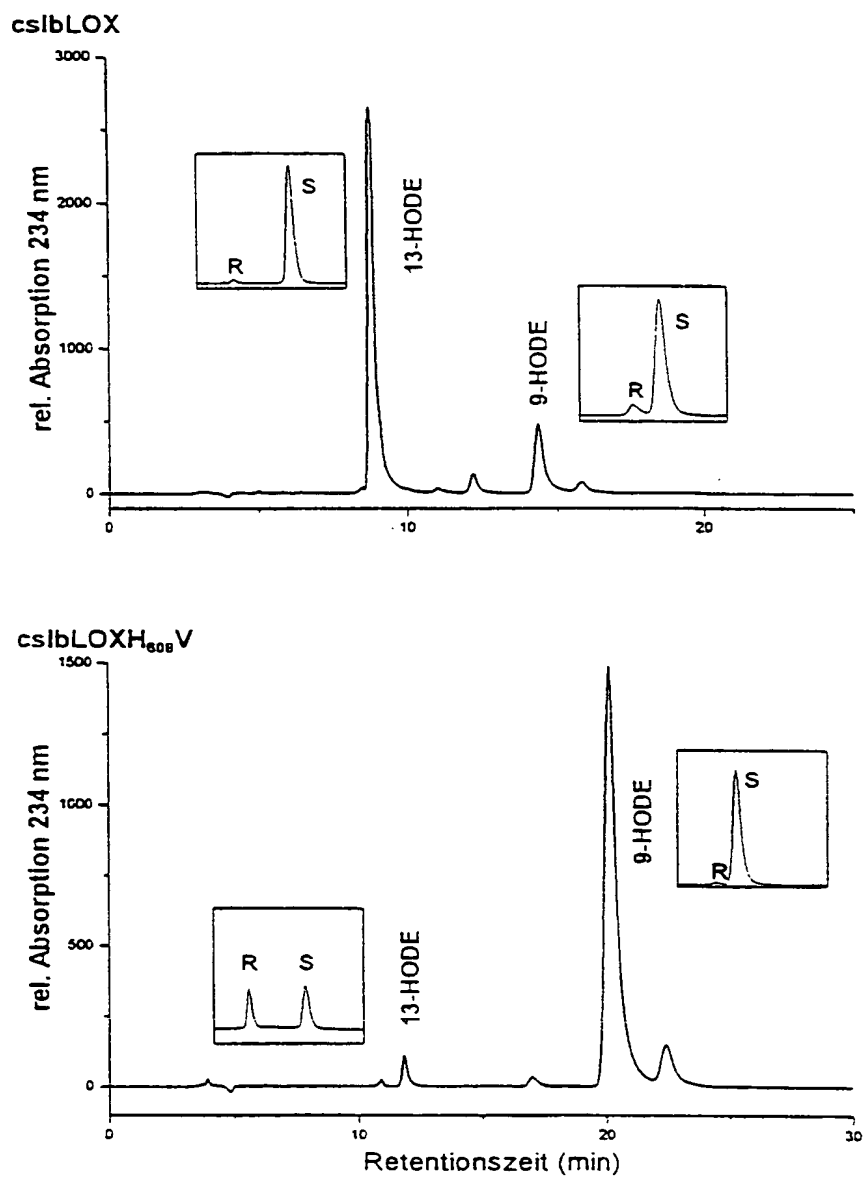 cslbLOX
3000
2000
1000
0
rel. Absorption 234 nm
R
S
13-HODE
9-HODE
R
S
0
10
20
cslbLOXH₆₀₈V
1500
1000
500
0
rel. Absorption 234 nm
R
S
13-HODE
9-HODE
R
S
0
10
20
30
Retentionszeit (min)